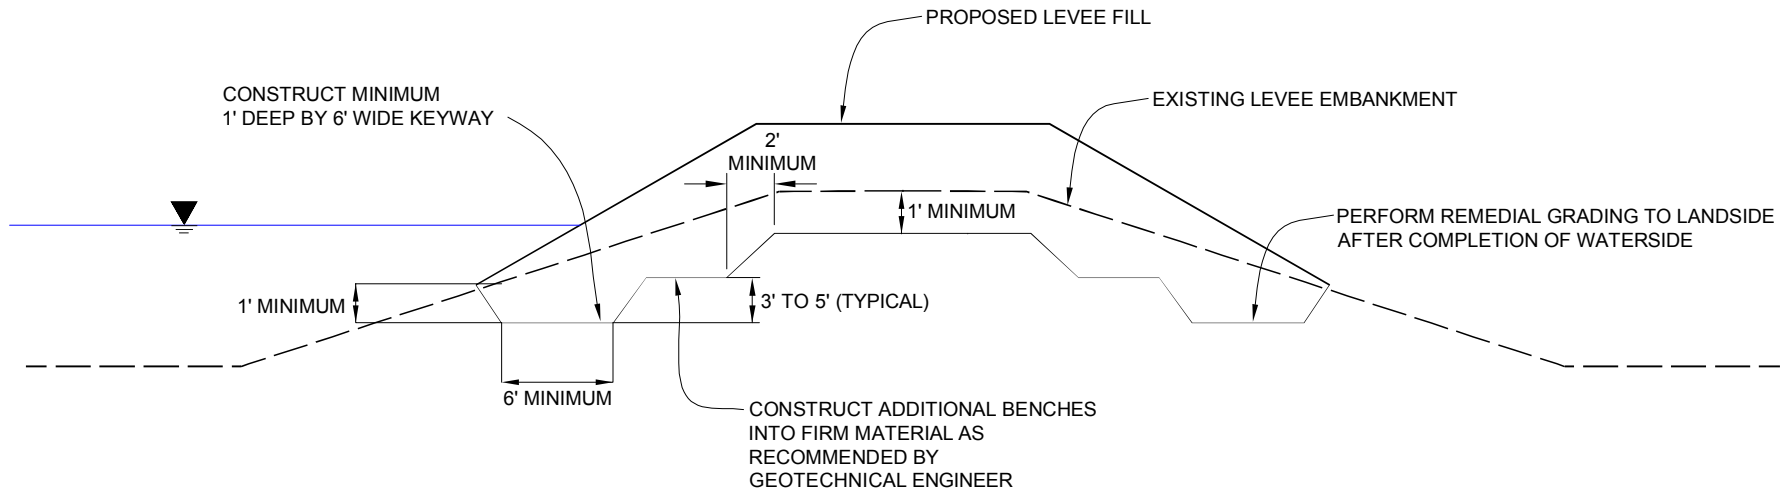 PROPOSED LEVEE FILL
CONSTRUCT MINIMUM
1' DEEP BY 6' WIDE KEYWAY
EXISTING LEVEE EMBANKMENT
2'
MINIMUM
1' MINIMUM
PERFORM REMEDIAL GRADING TO LANDSIDE
AFTER COMPLETION OF WATERSIDE
1' MINIMUM
3' TO 5' (TYPICAL)
6' MINIMUM
CONSTRUCT ADDITIONAL BENCHES
INTO FIRM MATERIAL AS
RECOMMENDED BY
GEOTECHNICAL ENGINEER